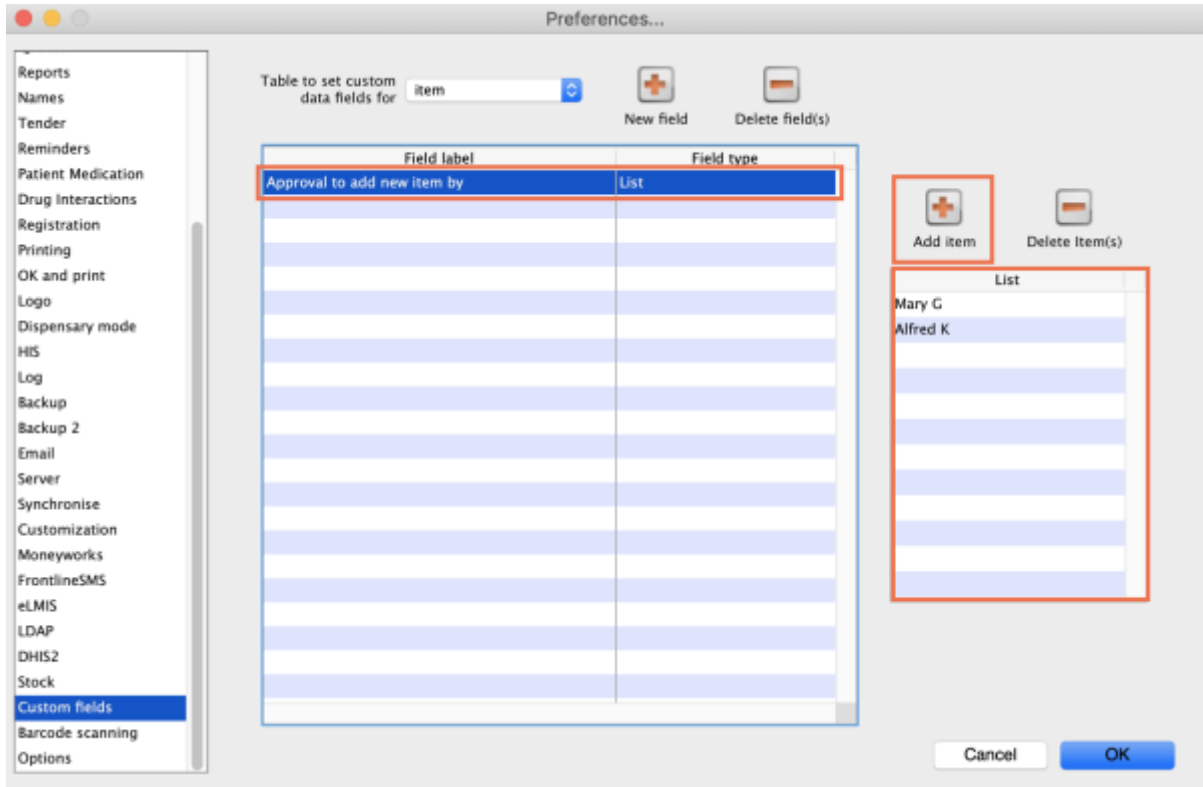 Preferences...
Reports
Names
Tender
Reminders
Patient Medication
Drug Interactions
Registration
Printing
OK and print
Logo
Dispensary mode
HIS
Log
Backup
Backup 2
Email
Server
Synchronise
Customization
Moneyworks
FrontlineSMS
eLMIS
LDAP
DHIS2
Stock
Custom fields
Barcode scanning
Options
Table to set custom
data fields for
item
New field
Delete field(s)
Field label
Field type
Approval to add new item by
List
Add item
Delete Item(s)
List
Mary G
Alfred K
Cancel
OK